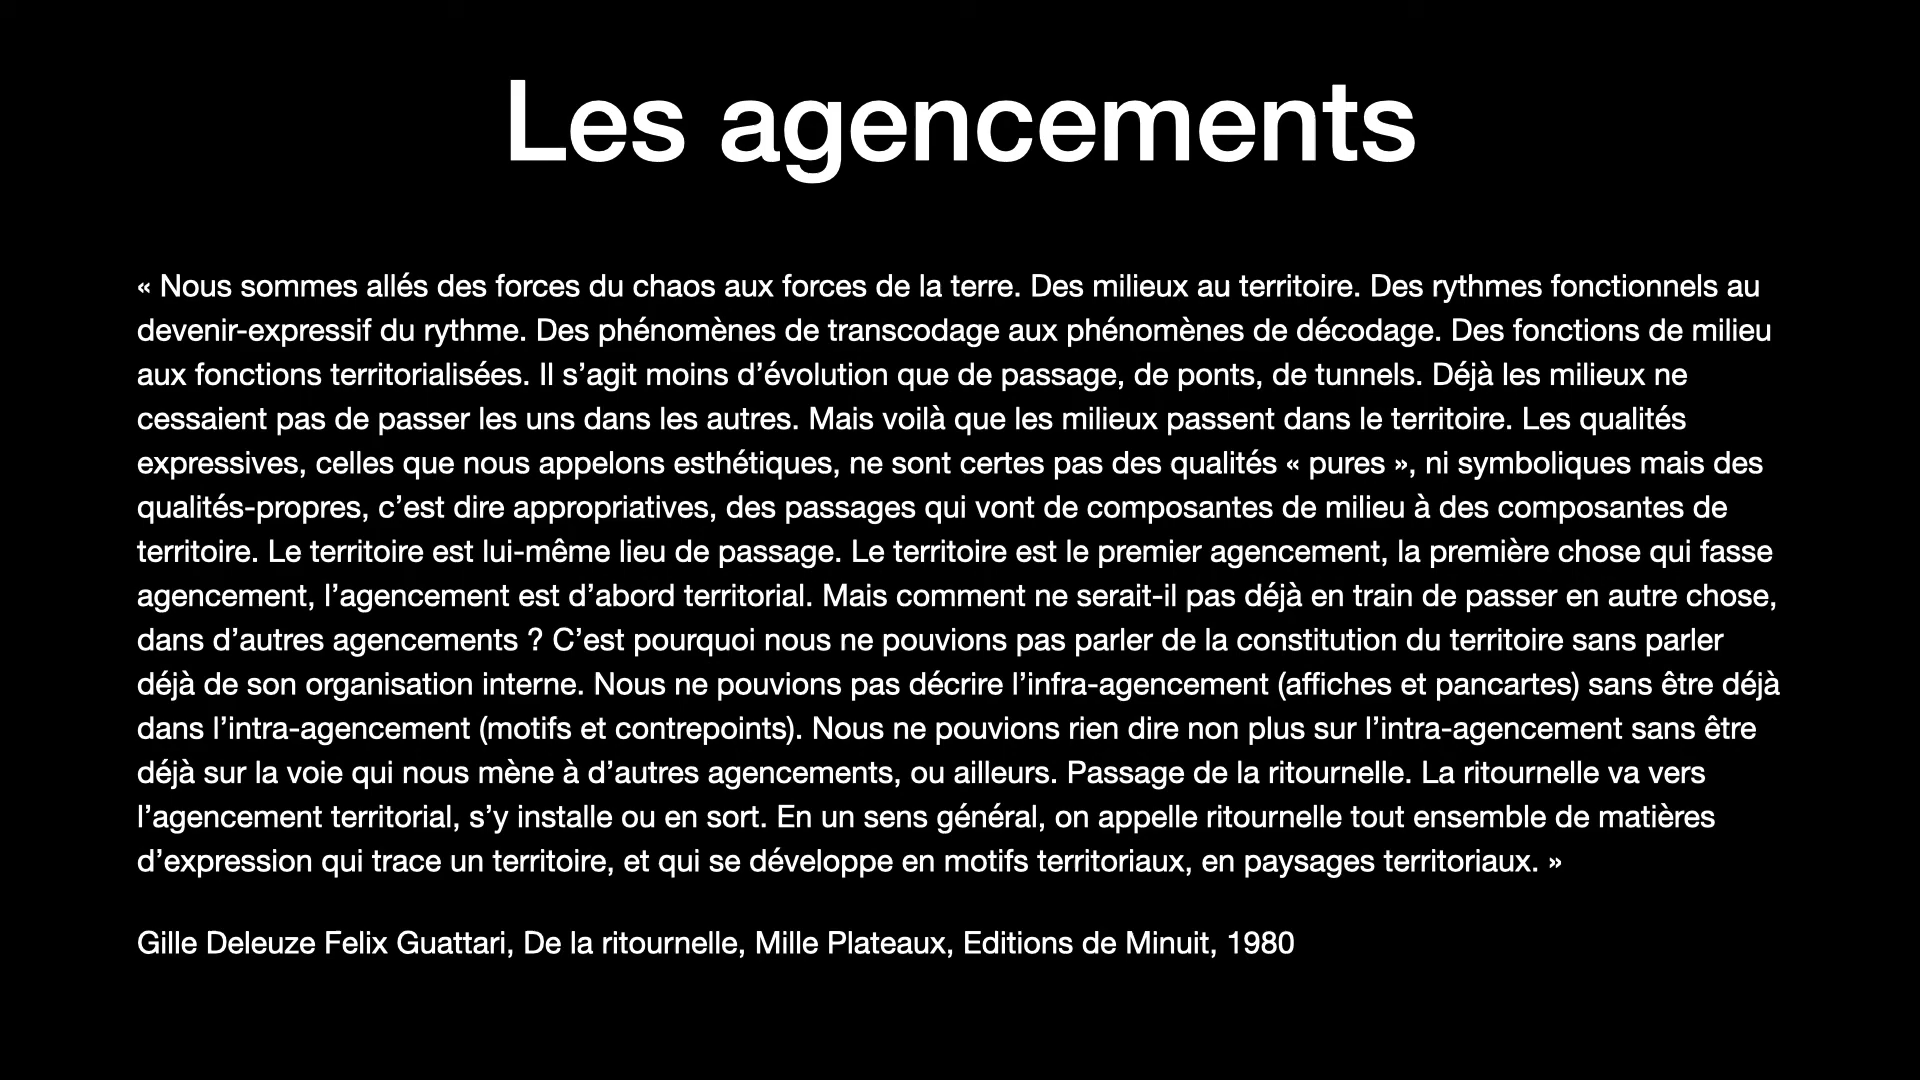 Les agencements
« Nous sommes allés des forces du chaos aux forces de la terre. Des milieux au territoire. Des rythmes fonctionnels au
devenir-expressif du rythme. Des phénomènes de transcodage aux phénomènes de décodage. Des fonctions de milieu
aux fonctions territorialisées. Il s’agit moins d’évolution que de passage, de ponts, de tunnels. Déjà les milieux ne
cessaient pas de passer les uns dans les autres. Mais voilà que les milieux passent dans le territoire. Les qualités
expressives, celles que nous appelons esthétiques, ne sont certes pas des qualités « pures », ni symboliques mais des
qualités-propres, c’est dire appropriatives, des passages qui vont de composantes de milieu à des composantes de
territoire. Le territoire est lui-même lieu de passage. Le territoire est le premier agencement, la première chose qui fasse
agencement, l’agencement est d’abord territorial. Mais comment ne serait-il pas déjà en train de passer en autre chose,
dans d’autres agencements ? C’est pourquoi nous ne pouvions pas parler de la constitution du territoire sans parler
déjà de son organisation interne. Nous ne pouvions pas décrire l’infra-agencement (affiches et pancartes) sans être déjà
dans l’intra-agencement (motifs et contrepoints). Nous ne pouvions rien dire non plus sur l’intra-agencement sans être
déjà sur la voie qui nous mène à d’autres agencements, ou ailleurs. Passage de la ritournelle. La ritournelle va vers
l’agencement territorial, s’y installe ou en sort. En un sens général, on appelle ritournelle tout ensemble de matières
d’expression qui trace un territoire, et qui se développe en motifs territoriaux, en paysages territoriaux. »
Gille Deleuze Felix Guattari, De la ritournelle, Mille Plateaux, Editions de Minuit, 1980